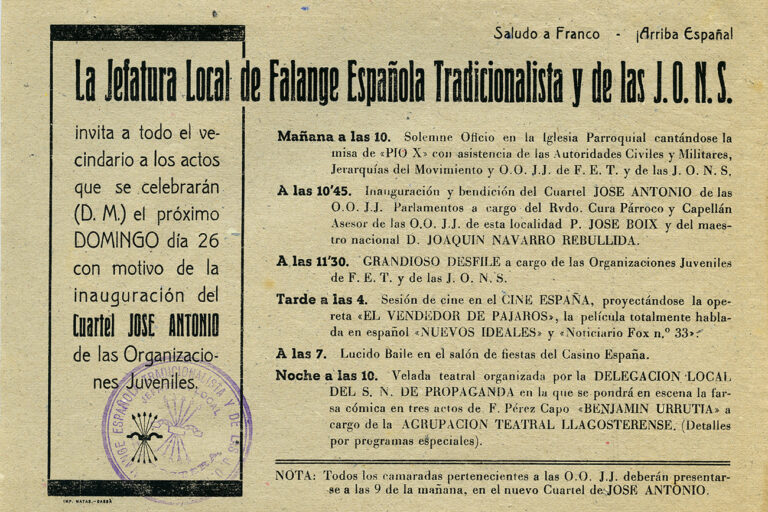 Saludo a Franco - ¡Arriba España!
La Jefatura Local de Falange Española Tradicionalista y de las J. O. N. S.
invita a todo el ve-
cindario a los actos
que se celebrarán
(D. M.) el próximo
DOMINGO día 26
con motivo de la
inauguración del
Cuartel JOSE ANTONIO
de las Organizacio-
nes Juveniles.
Mañana a las 10. Solemne Oficio en la Iglesia Parroquial cantándose la
misa de «PIO X» con asistencia de las Autoridades Civiles y Militares,
Jerarquías del Movimiento y O.O. J.J. de F. E. T. y de las J. O. N. S.
A las 10'45. Inauguración y bendición del Cuartel JOSE ANTONIO de las
O.O. J.J. Parlamentos a cargo del Rvdo. Cura Párroco y Capellán
Asesor de las O.O. J.J. de esta localidad P. JOSE BOIX y del maes-
tro nacional D. JOAQUIN NAVARRO REBULLIDA.
A las 11'30. GRANDIOSO DESFILE a cargo de las Organizaciones Juveniles
de F. E. T. y de las J. O. N. S.
Tarde a las 4. Sesión de cine en el CINE ESPAÑA, proyectándose la ope-
reta «EL VENDEDOR DE PAJAROS», la película totalmente habla-
da en español «NUEVOS IDEALES» y «Noticiario Fox n.º 33».
A las 7. Lucido Baile en el salón de fiestas del Casino España.
Noche a las 10. Velada teatral organizada por la DELEGACION LOCAL
DEL S. N. DE PROPAGANDA en la que se pondrá en escena la far-
sa cómica en tres actos de F. Pérez Capo «BENJAMIN URRUTIA» a
cargo de la AGRUPACION TEATRAL LLAGOSTERENSE. (Detalles
por programas especiales).
NOTA: Todos los camaradas pertenecientes a las O.O. J.J. deberán presentar-
se a las 9 de la mañana, en el nuevo Cuartel de JOSE ANTONIO.
ESPAÑOLA TRADICIONALISTA Y DE LAS
LOCAL
IMP. MATAS.-CASSÁ